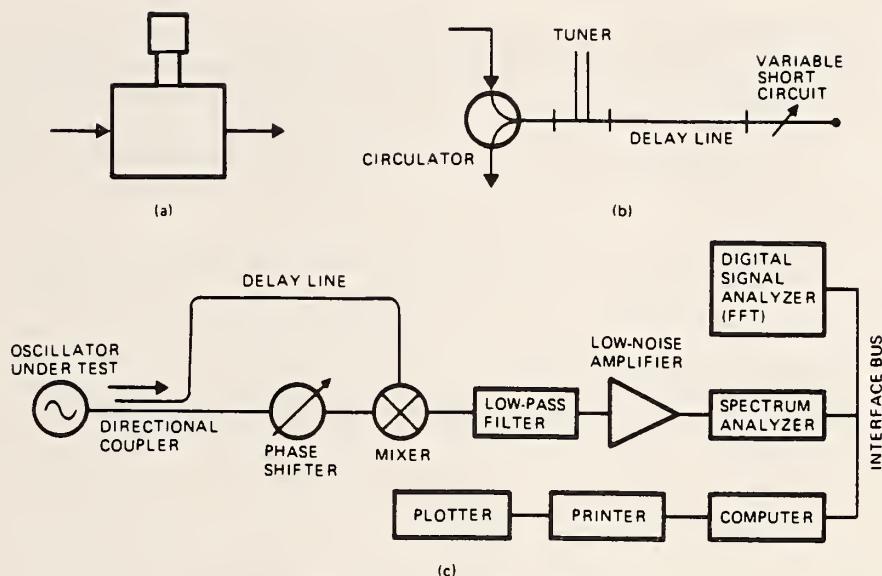 TUNER
VARIABLE
SHORT
CIRCUIT
DELAY LINE
CIRCULATOR
(a)
(b)
DELAY LINE
OSCILLATOR
UNDER TEST
DIRECTIONAL
COUPLER
PHASE
SHIFTER
MIXER
LOW-PASS
FILTER
LOW-NOISE
AMPLIFIER
DIGITAL
SIGNAL
ANALYZER
(FFT)
SPECTRUM
ANALYZER
INTERFACE BUS
PLOTTER
PRINTER
COMPUTER
(c)